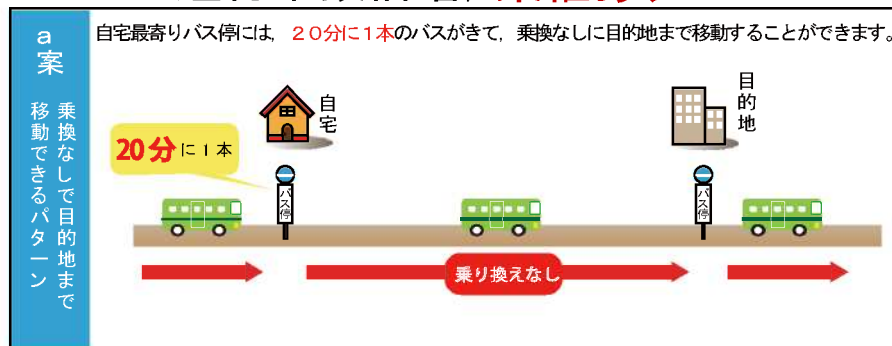 a案
乗換なしで目的地まで
移動できるパターン
自宅最寄りバス停には，２０分に１本のバスがきて，乗換なしに目的地まで移動することができます。
自宅
目的地
20分に１本
バス停
バス停
乗り換えなし